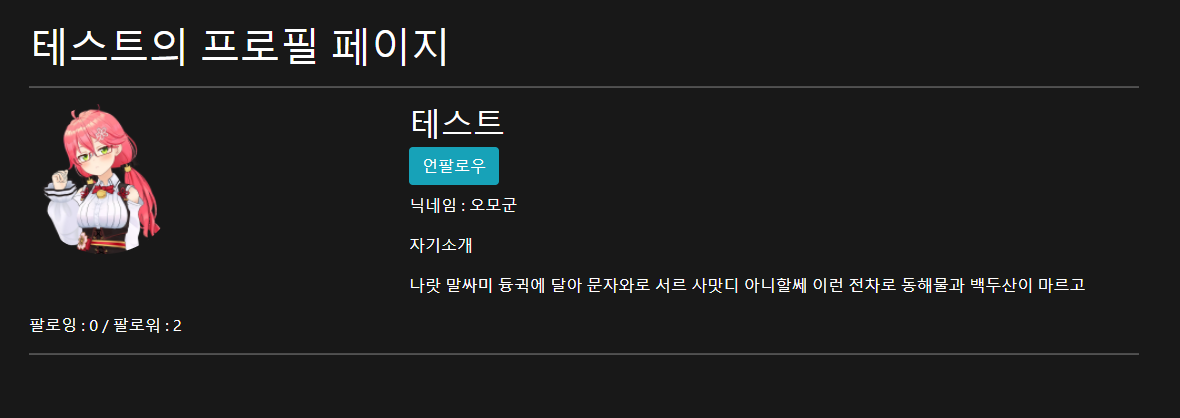 테스트의 프로필 페이지
테스트
언팔로우
닉네임 : 오모군
자기소개
나랏 말싸미 듕귁에 달아 문자와로 서르 사맛디 아니할쎄 이런 전차로 동해물과 백두산이 마르고
팔로잉 : 0 / 팔로워 : 2